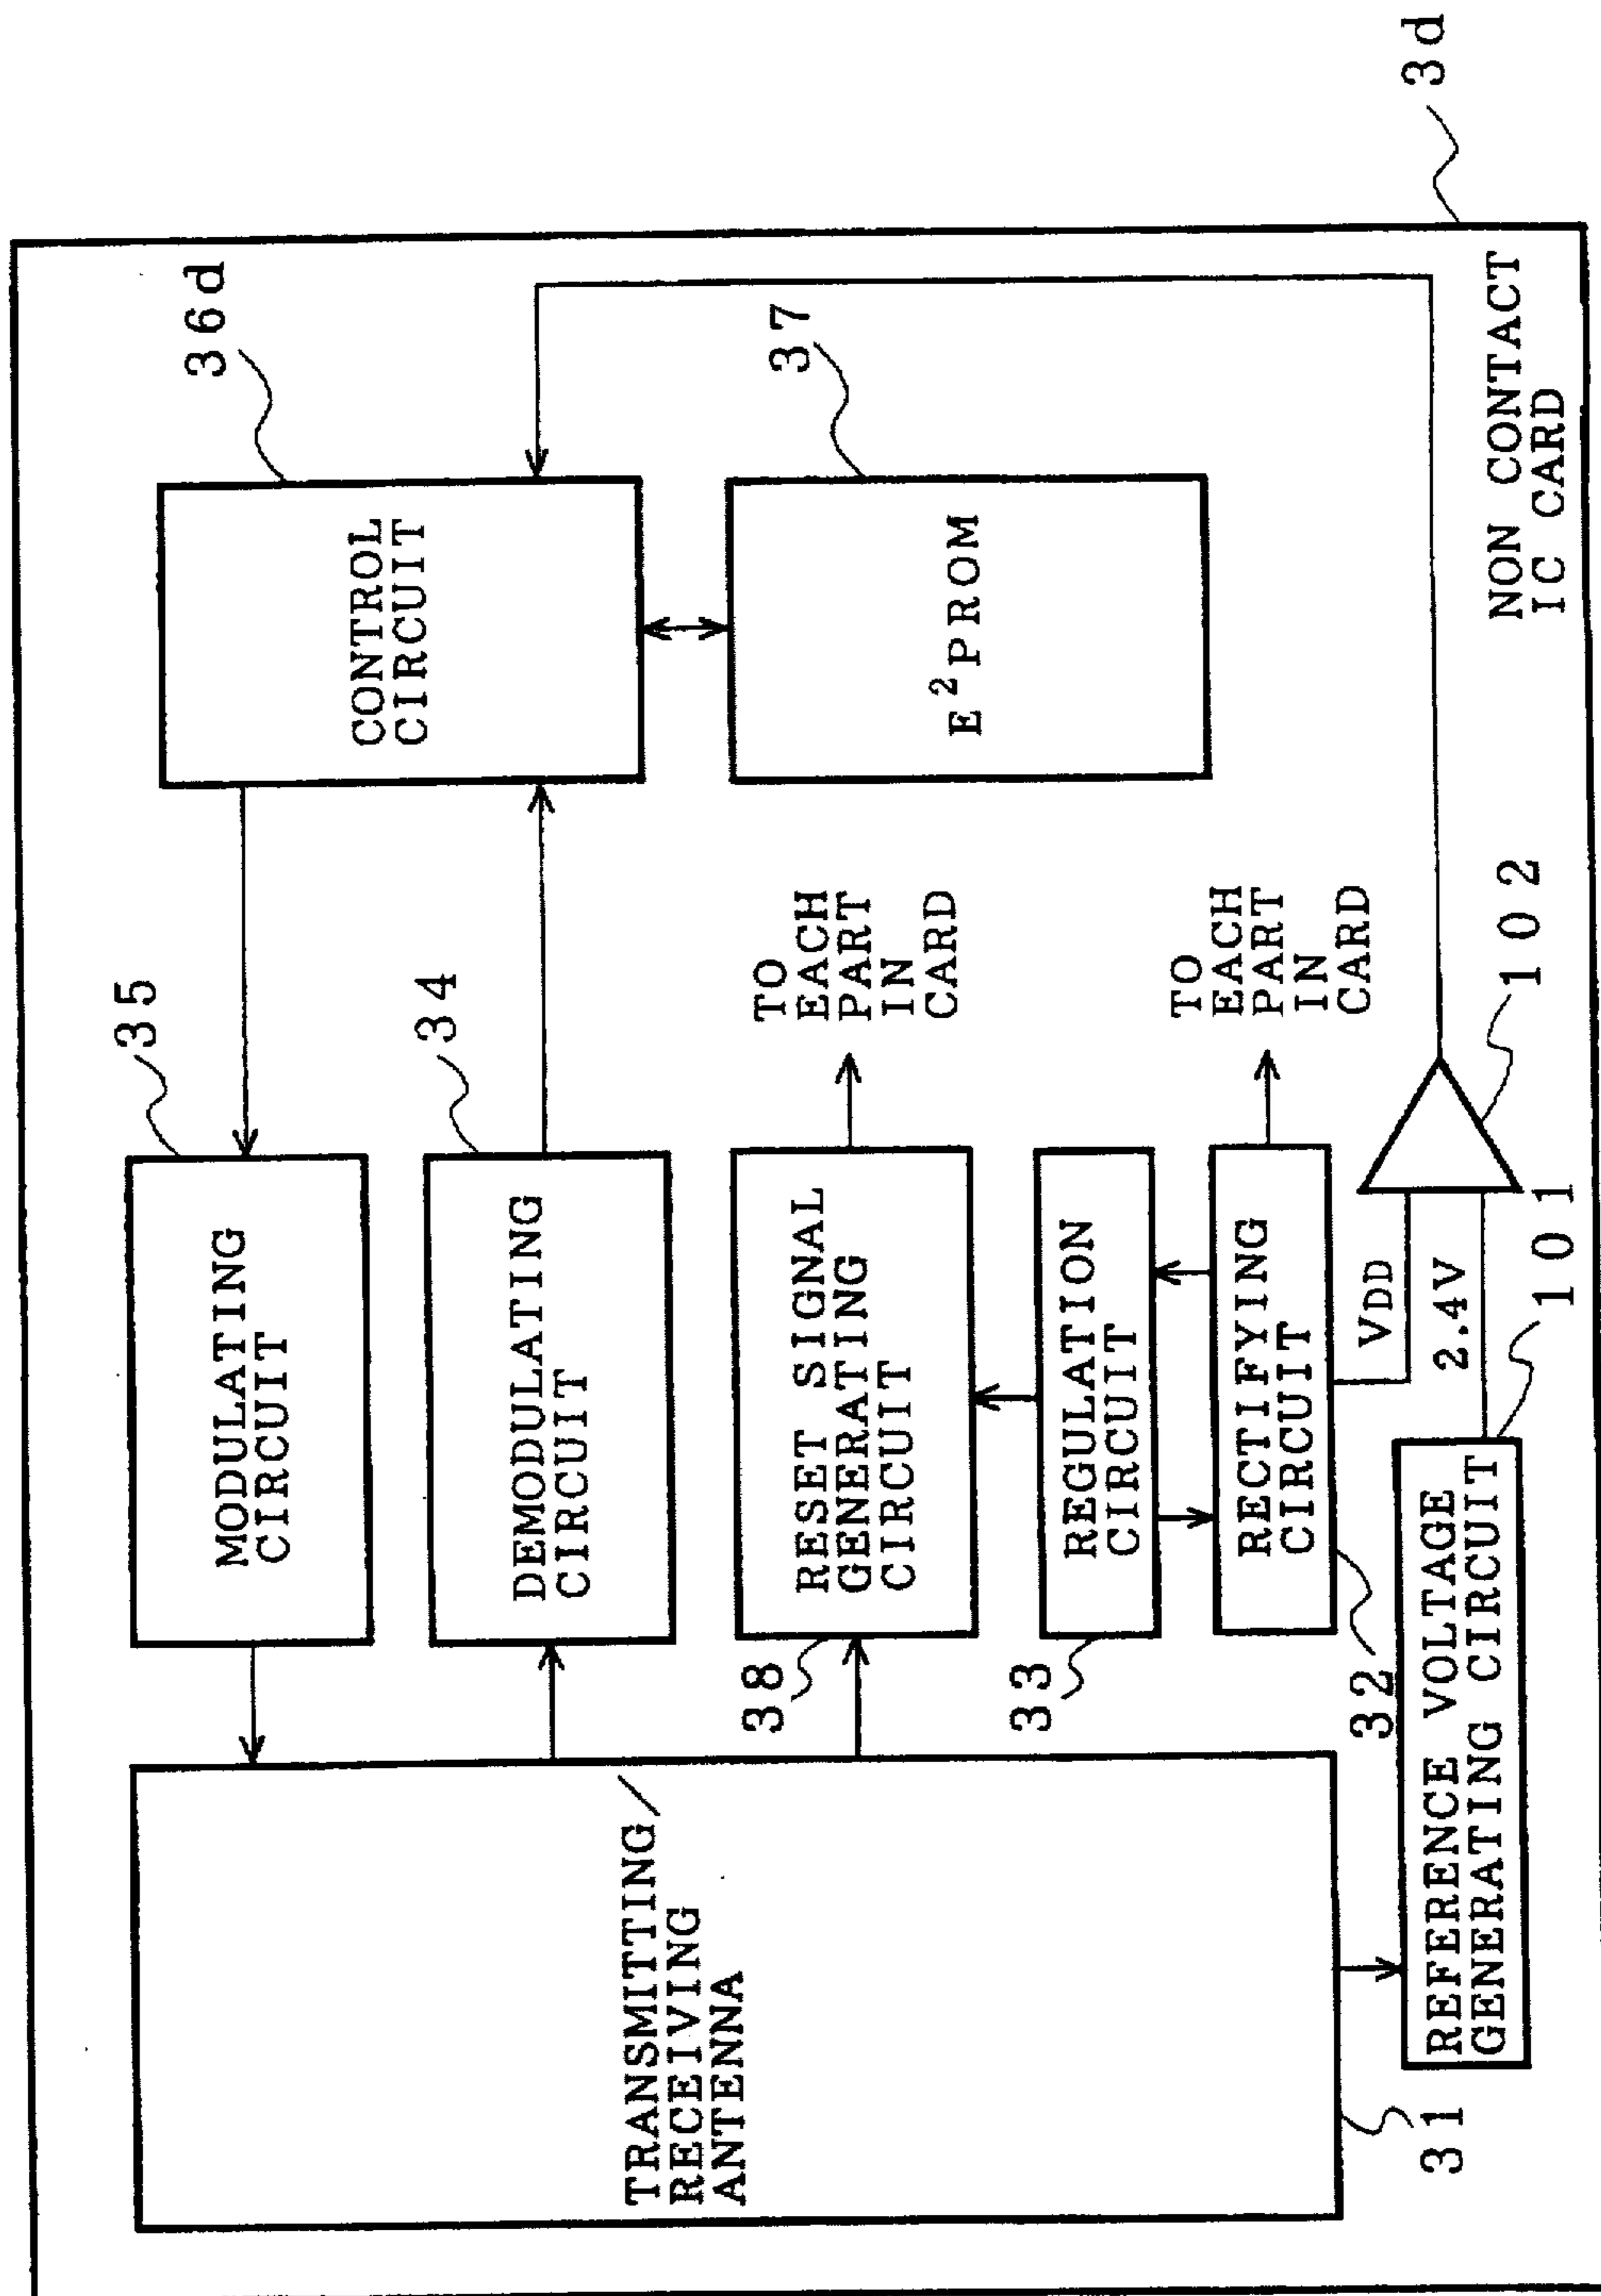 3d
36d
CONTROL
CIRCUIT
37
E²PROM
35
MODULATING
CIRCUIT
34
DEMODULATING
CIRCUIT
TO
EACH
PART
IN
CARD
RESET SIGNAL
GENERATING
CIRCUIT
38
REGULATION
CIRCUIT
33
TO
EACH
PART
IN
CARD
RECTIFYING
CIRCUIT
32
VDD
2.4V
102
101
TRANSMITTING/
RECEIVING
ANTENNA
31
REFERENCE VOLTAGE
GENERATING CIRCUIT
NON CONTACT
IC CARD